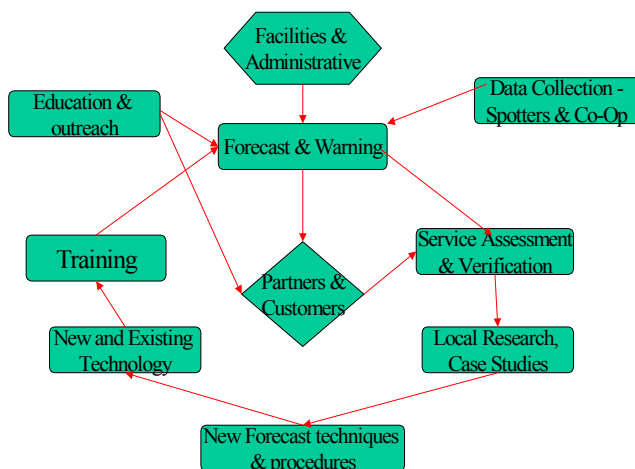 Facilities &
Administrative
Education &
outreach
Data Collection -
Spotters & Co-Op
Forecast & Warning
Training
Partners &
Customers
Service Assessment
& Verification
New and Existing
Technology
Local Research,
Case Studies
New Forecast techniques
& procedures